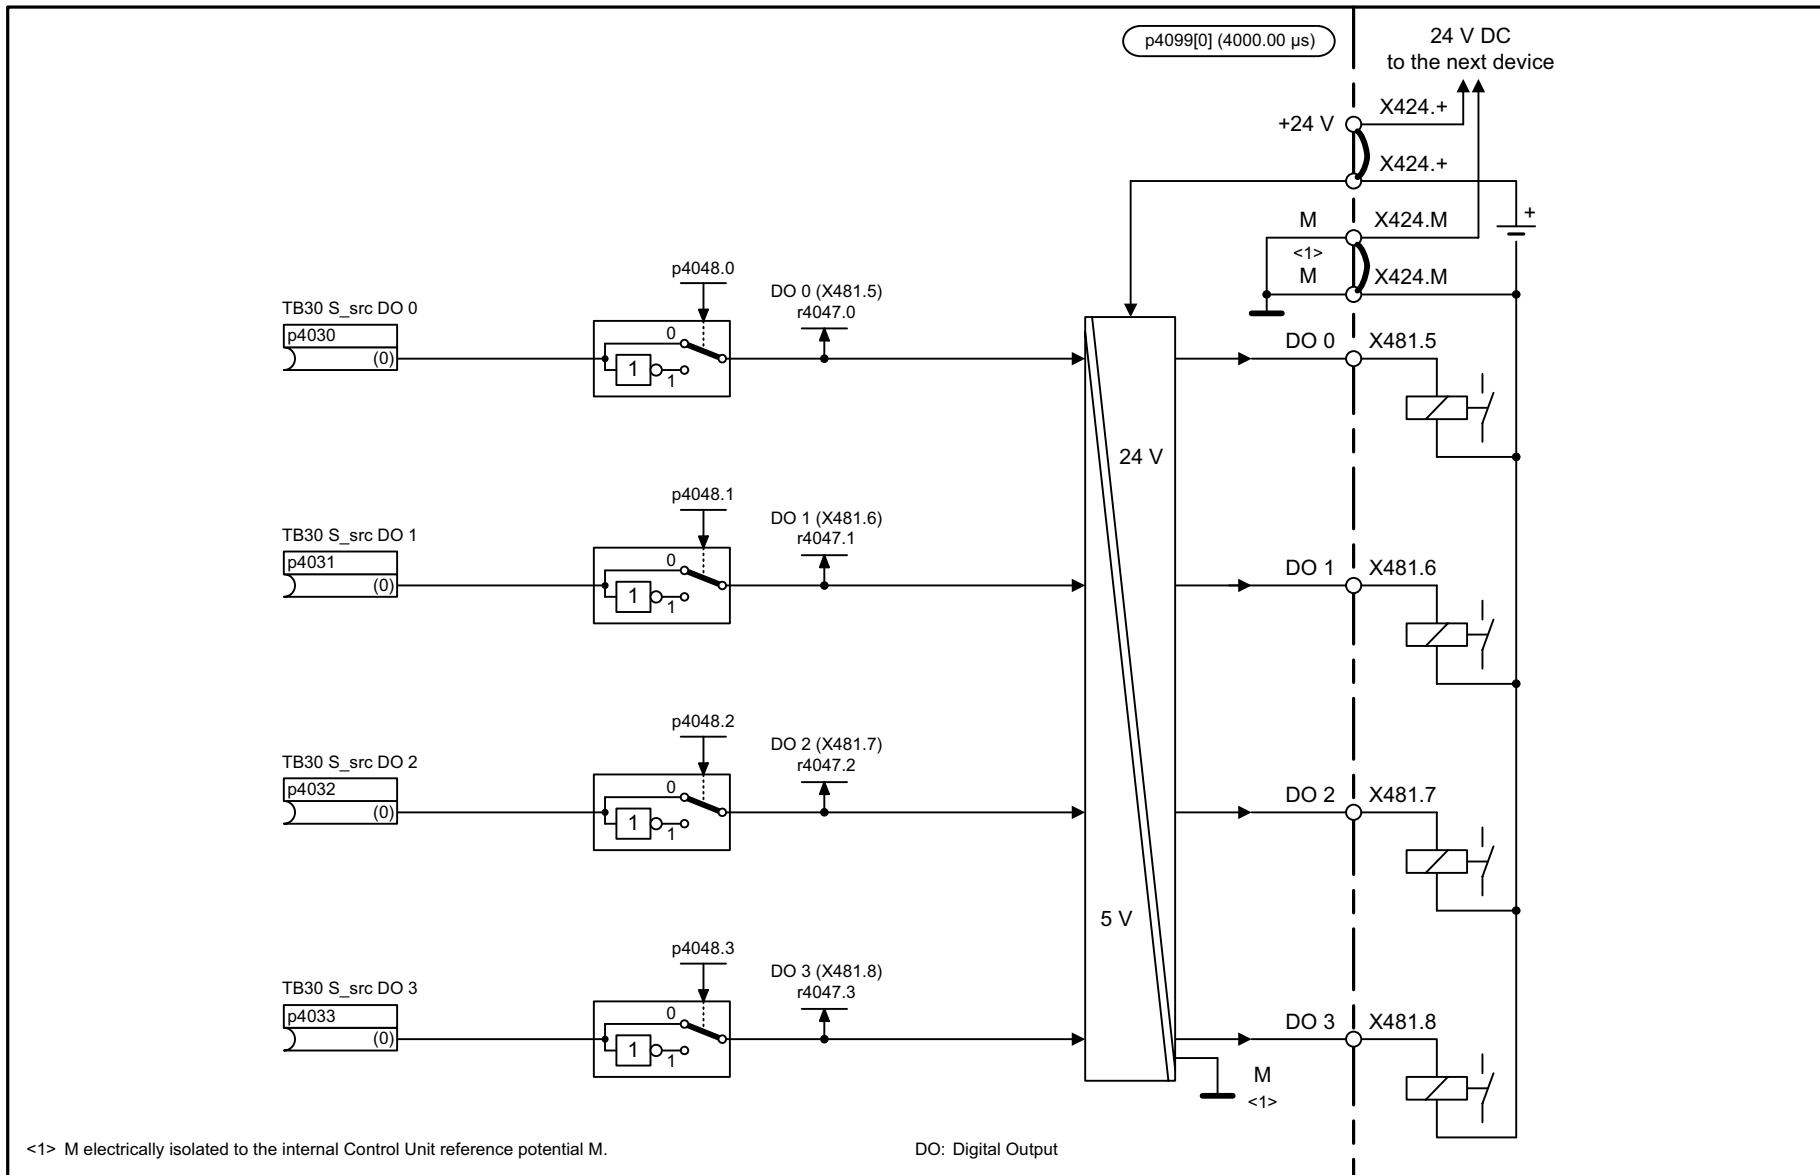 p4099[0] (4000.00 µs)
24 V DC
to the next device
X424.+
+24 V
X424.+
+
M
X424.M
<1>
M
X424.M
p4048.0
DO 0 (X481.5)
r4047.0
TB30 S_src DO 0
p4030
(0)
0
1
1
DO 0
X481.5
24 V
p4048.1
DO 1 (X481.6)
r4047.1
TB30 S_src DO 1
p4031
(0)
0
1
1
DO 1
X481.6
p4048.2
DO 2 (X481.7)
r4047.2
TB30 S_src DO 2
p4032
(0)
0
1
1
DO 2
X481.7
5 V
p4048.3
DO 3 (X481.8)
r4047.3
TB30 S_src DO 3
p4033
(0)
0
1
1
DO 3
X481.8
M
<1>
<1> M electrically isolated to the internal Control Unit reference potential M.
DO: Digital Output